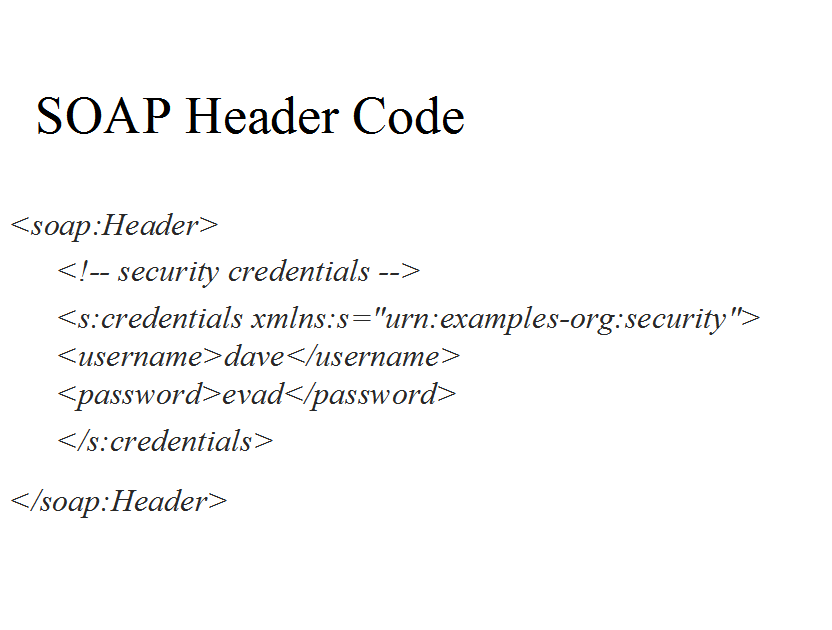 SOAP Header Code
<soap:Header>
<!-- security credentials -->
<s:credentials xmlns:s="urn:examples-org:security">
<username>dave</username>
<password>evad</password>
</s:credentials>
</soap:Header>